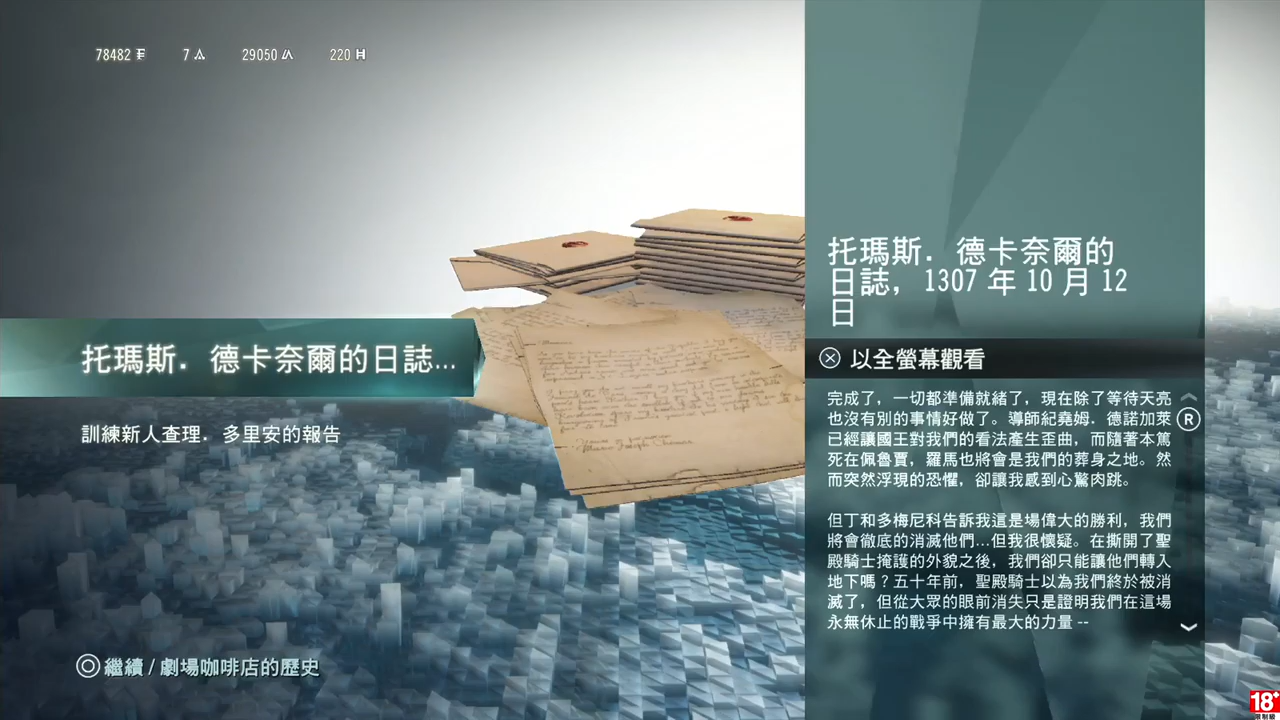 78482 7 29050 220
托瑪斯．德卡奈爾的日誌...
訓練新人查理．多里安的報告
繼續 / 劇場咖啡店的歷史
托瑪斯．德卡奈爾的
日誌，1307 年 10 月 12
日
以全螢幕觀看
R
完成了，一切都準備就緒了，現在除了等待天亮
也沒有別的事情好做了。導師紀堯姆．德諾加萊
已經讓國王對我們的看法產生歪曲，而隨著本篤
死在佩魯賈，羅馬也將會是我們的葬身之地。然
而突然浮現的恐懼，卻讓我感到心驚肉跳。
但丁和多梅尼科告訴我這是場偉大的勝利，我們
將會徹底的消滅他們...但我很懷疑。在撕開了聖
殿騎士掩護的外貌之後，我們卻只能讓他們轉入
地下嗎？五十年前，聖殿騎士以為我們終於被消
滅了，但從大眾的眼前消失只是證明我們在這場
永無休止的戰爭中擁有最大的力量 --
18+
限制級